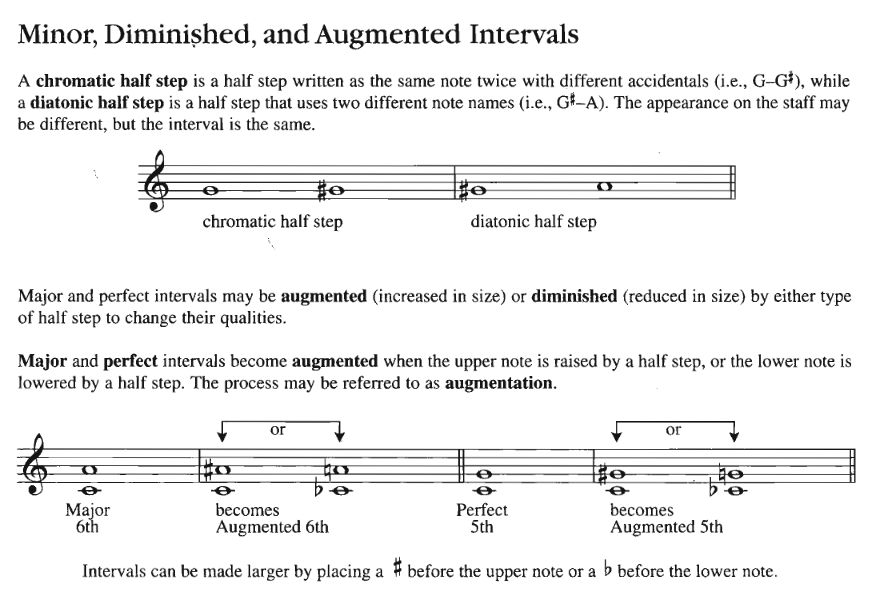 Minor, Diminished, and Augmented Intervals
A chromatic half step is a half step written as the same note twice with different accidentals (i.e., G–G♯), while
a diatonic half step is a half step that uses two different note names (i.e., G♯–A). The appearance on the staff may
be different, but the interval is the same.
chromatic half step diatonic half step
Major and perfect intervals may be augmented (increased in size) or diminished (reduced in size) by either type
of half step to change their qualities.
Major and perfect intervals become augmented when the upper note is raised by a half step, or the lower note is
lowered by a half step. The process may be referred to as augmentation.
or or
Major becomes Perfect becomes
6th Augmented 6th 5th Augmented 5th
Intervals can be made larger by placing a ♯ before the upper note or a ♭ before the lower note.